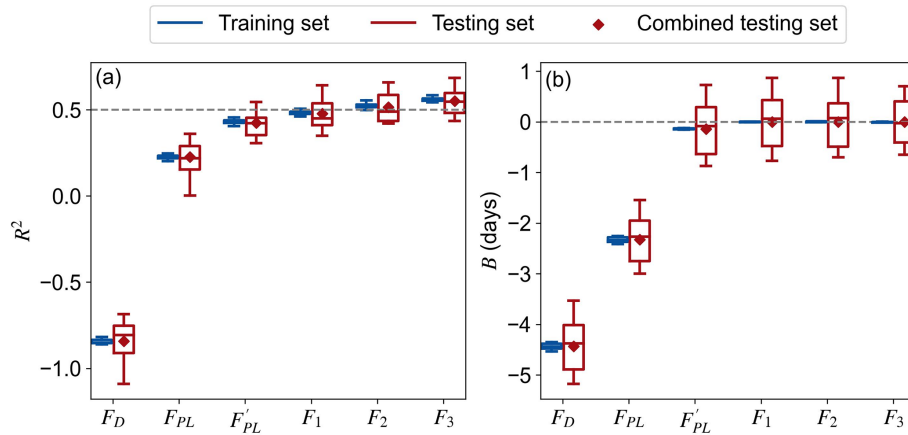 Training set Testing set Combined testing set
(a)
R²
0.5
0.0
−0.5
−1.0
F_D F_PL F'_PL F_1 F_2 F_3
(b)
B (days)
1
0
−1
−2
−3
−4
−5
F_D F_PL F'_PL F_1 F_2 F_3